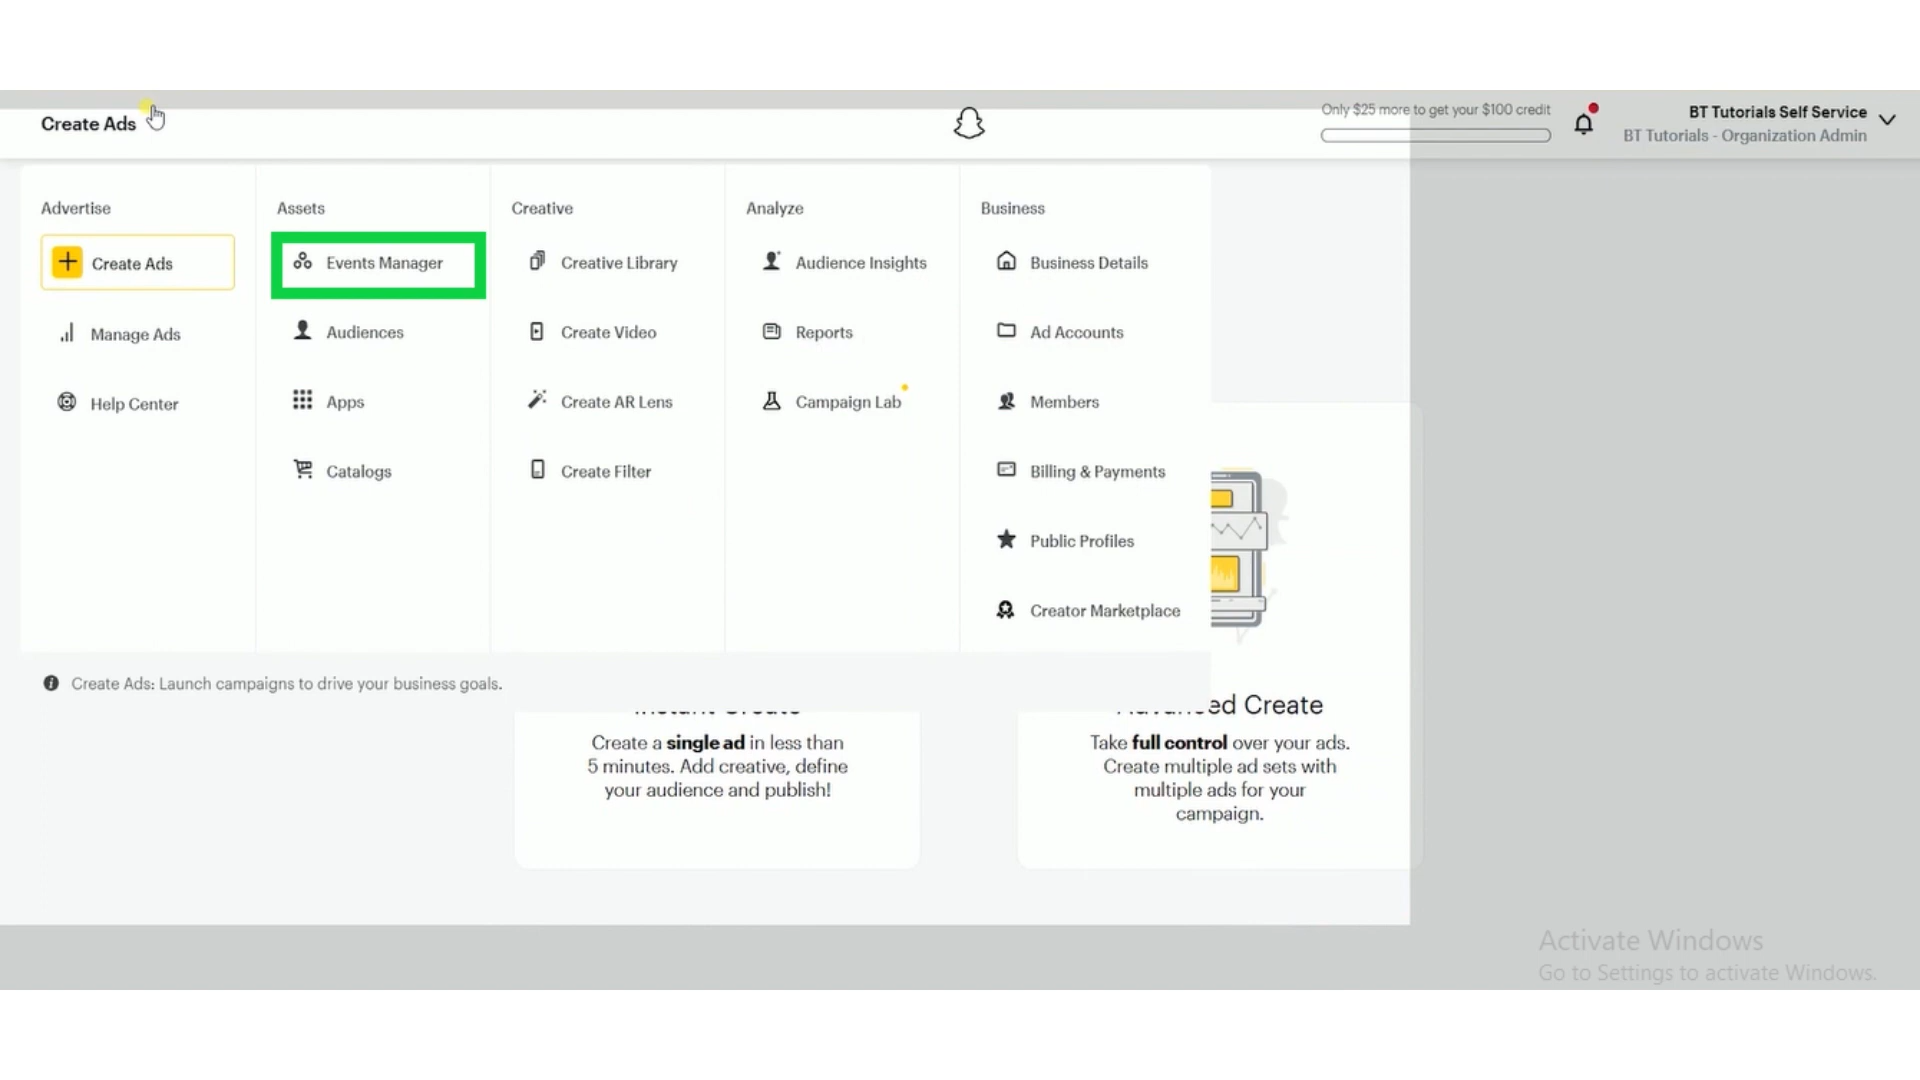 Create Ads
Only $25 more to get your $100 credit
BT Tutorials Self Service
BT Tutorials - Organization Admin
Advertise
Create Ads
Manage Ads
Help Center
Assets
Events Manager
Audiences
Apps
Catalogs
Creative
Creative Library
Create Video
Create AR Lens
Create Filter
Analyze
Audience Insights
Reports
Campaign Lab
Business
Business Details
Ad Accounts
Members
Billing & Payments
Public Profiles
Creator Marketplace
Create Ads: Launch campaigns to drive your business goals.
Create a single ad in less than
5 minutes. Add creative, define
your audience and publish!
Create
Take full control over your ads.
Create multiple ad sets with
multiple ads for your
campaign.
Activate Windows
Go to Settings to activate Windows.